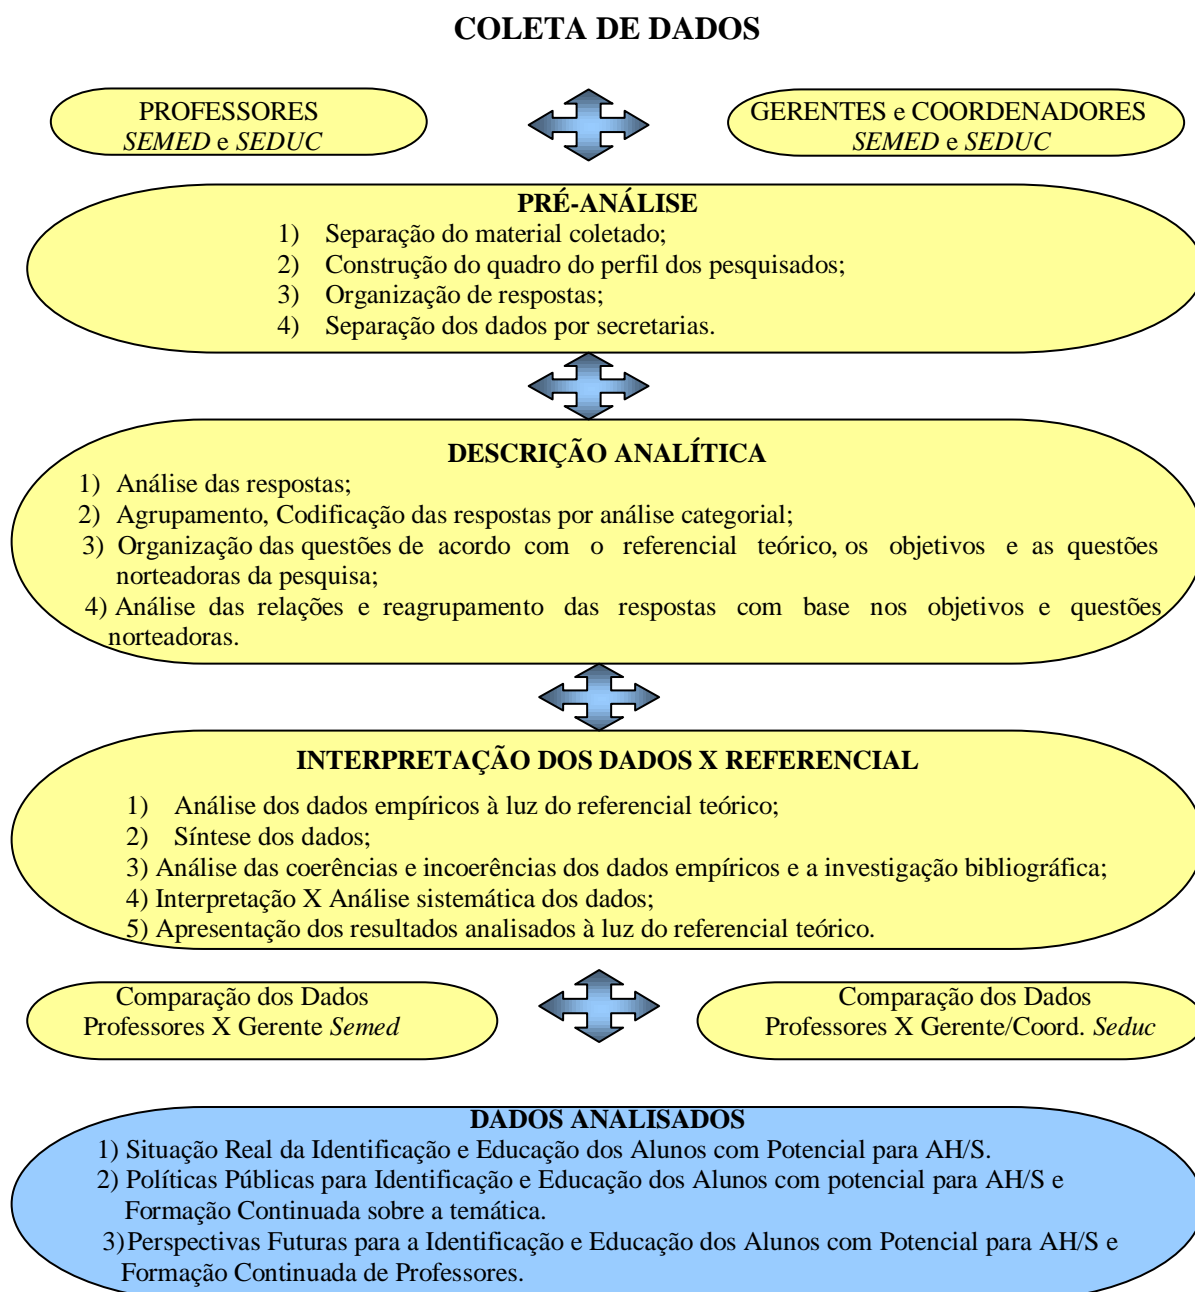 COLETA DE DADOS
PROFESSORES
SEMED e SEDUC
GERENTES e COORDENADORES
SEMED e SEDUC
PRÉ-ANÁLISE
1) Separação do material coletado;
2) Construção do quadro do perfil dos pesquisados;
3) Organização de respostas;
4) Separação dos dados por secretarias.
DESCRIÇÃO ANALÍTICA
1) Análise das respostas;
2) Agrupamento, Codificação das respostas por análise categorial;
3) Organização das questões de acordo com o referencial teórico, os objetivos e as questões
norteadoras da pesquisa;
4) Análise das relações e reagrupamento das respostas com base nos objetivos e questões
norteadoras.
INTERPRETAÇÃO DOS DADOS X REFERENCIAL
1) Análise dos dados empíricos à luz do referencial teórico;
2) Síntese dos dados;
3) Análise das coerências e incoerências dos dados empíricos e a investigação bibliográfica;
4) Interpretação X Análise sistemática dos dados;
5) Apresentação dos resultados analisados à luz do referencial teórico.
Comparação dos Dados
Professores X Gerente Semed
Comparação dos Dados
Professores X Gerente/Coord. Seduc
DADOS ANALISADOS
1) Situação Real da Identificação e Educação dos Alunos com Potencial para AH/S.
2) Políticas Públicas para Identificação e Educação dos Alunos com potencial para AH/S e
Formação Continuada sobre a temática.
3)Perspectivas Futuras para a Identificação e Educação dos Alunos com Potencial para AH/S e
Formação Continuada de Professores.